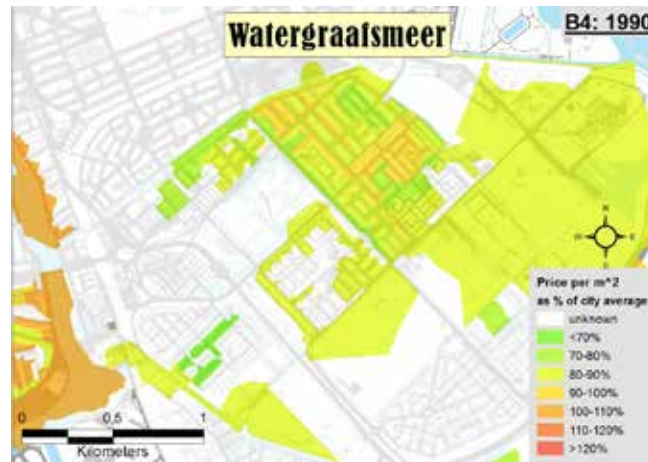 Watergraafsmeer
B4: 1990
N
Price per m^2
as % of city average
unknown
<70%
70-80%
80-90%
90-100%
100-110%
110-120%
>120%
0 0,5 1
Kilometers